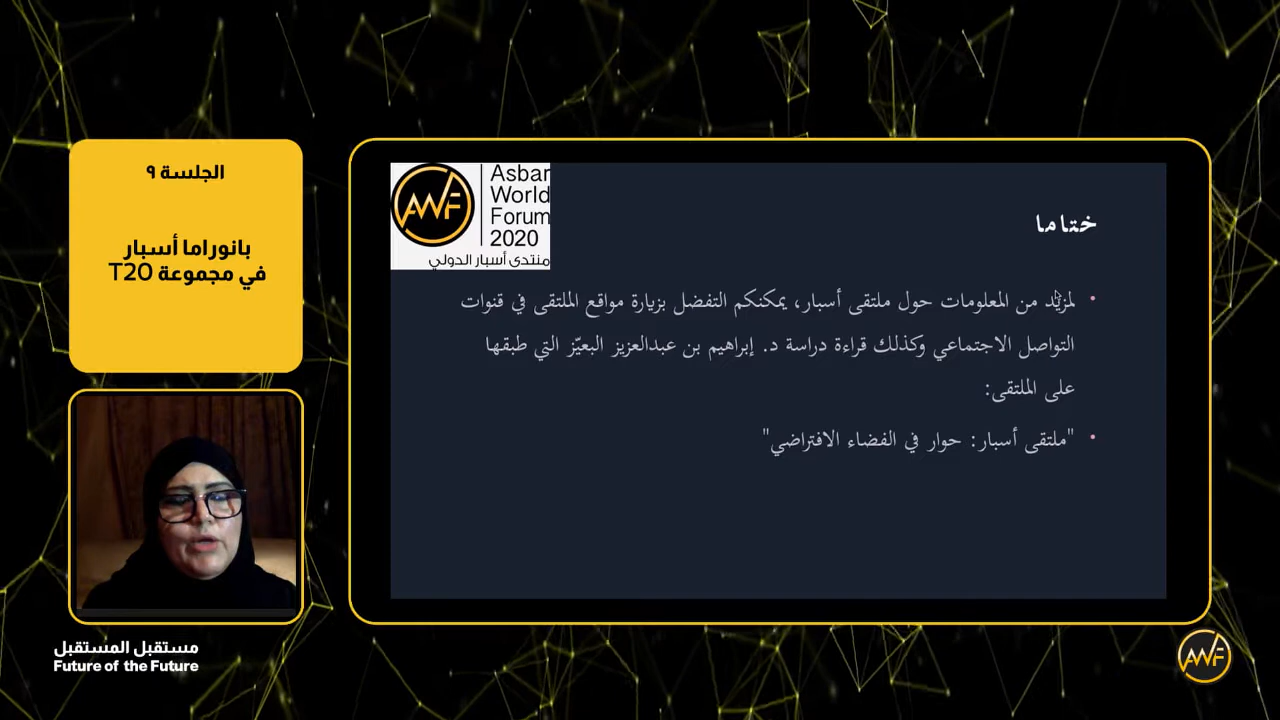 الجلسة ٩
بانوراما أسبار
في مجموعة T20
Asbar
World
Forum
2020
منتدى أسبار الدولي
ختاما
لمزيد من المعلومات حول ملتقى أسبار، يمكنكم التفضل بزيارة مواقع الملتقى في قنوات
التواصل الاجتماعي وكذلك قراءة دراسة د. إبراهيم بن عبدالعزيز البعيّز التي طبقها
على الملتقى:
"ملتقى أسبار: حوار في الفضاء الافتراضي"
مستقبل المستقبل
Future of the Future
AWF